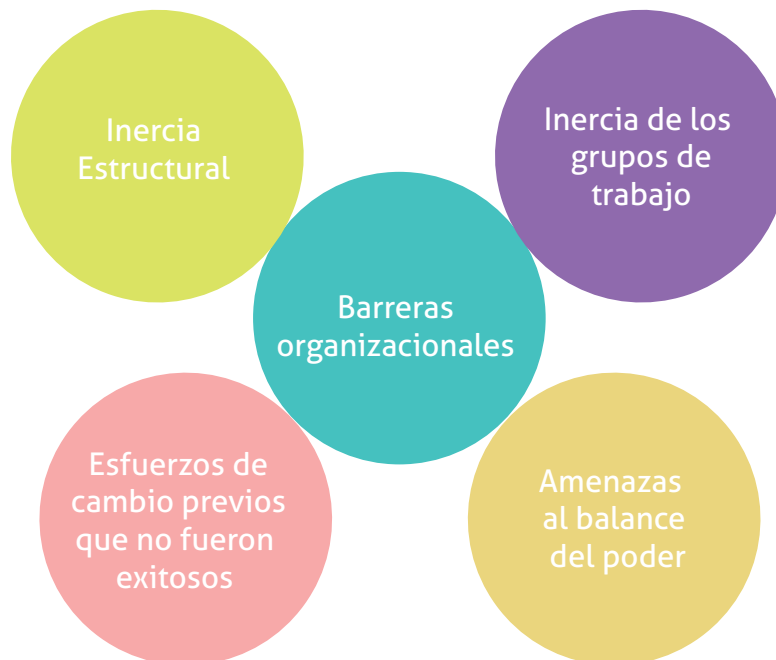 Inercia
Estructural
Inercia de los
grupos de
trabajo
Barreras
organizacionales
Esfuerzos de
cambio previos
que no fueron
exitosos
Amenazas
al balance
del poder